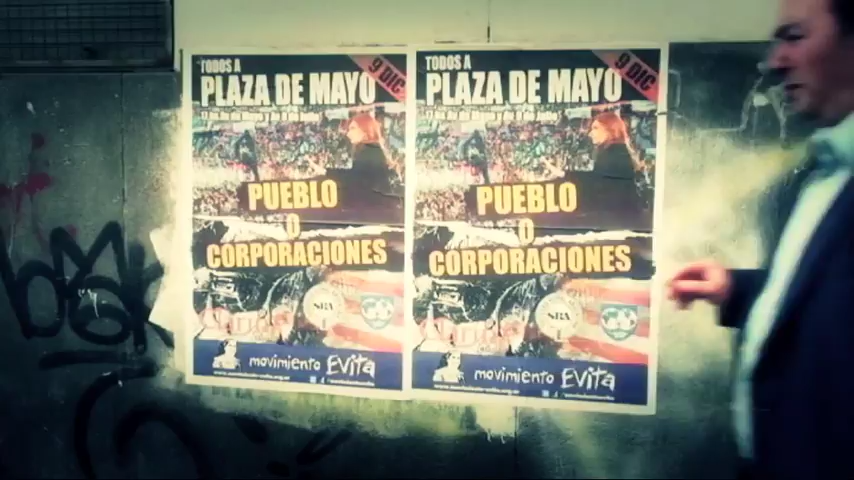 TODOS A
PLAZA DE MAYO
9 DIC
PUEBLO
O
CORPORACIONES
SRA
movimiento EVITA
TODOS A
PLAZA DE MAYO
9 DIC
PUEBLO
O
CORPORACIONES
SRA
movimiento EVITA